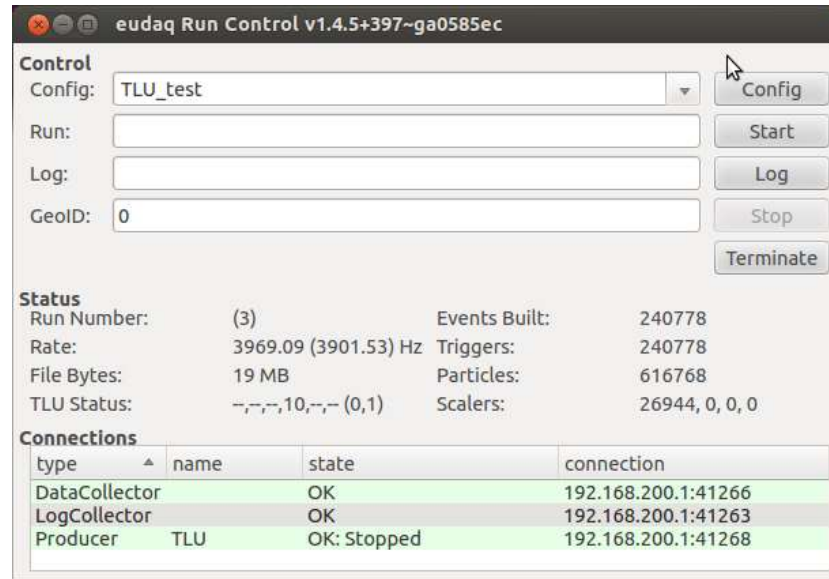 eudaq Run Control v1.4.5+397~ga0585ec
Control
Config: TLU_test Config
Run: Start
Log: Log
GeoID: 0 Stop
Terminate
Status
Run Number: (3) Events Built: 240778
Rate: 3969.09 (3901.53) Hz Triggers: 240778
File Bytes: 19 MB Particles: 616768
TLU Status: --,--,--,10,--,-- (0,1) Scalers: 26944, 0, 0, 0
Connections
type name state connection
DataCollector OK 192.168.200.1:41266
LogCollector OK 192.168.200.1:41263
Producer TLU OK: Stopped 192.168.200.1:41268